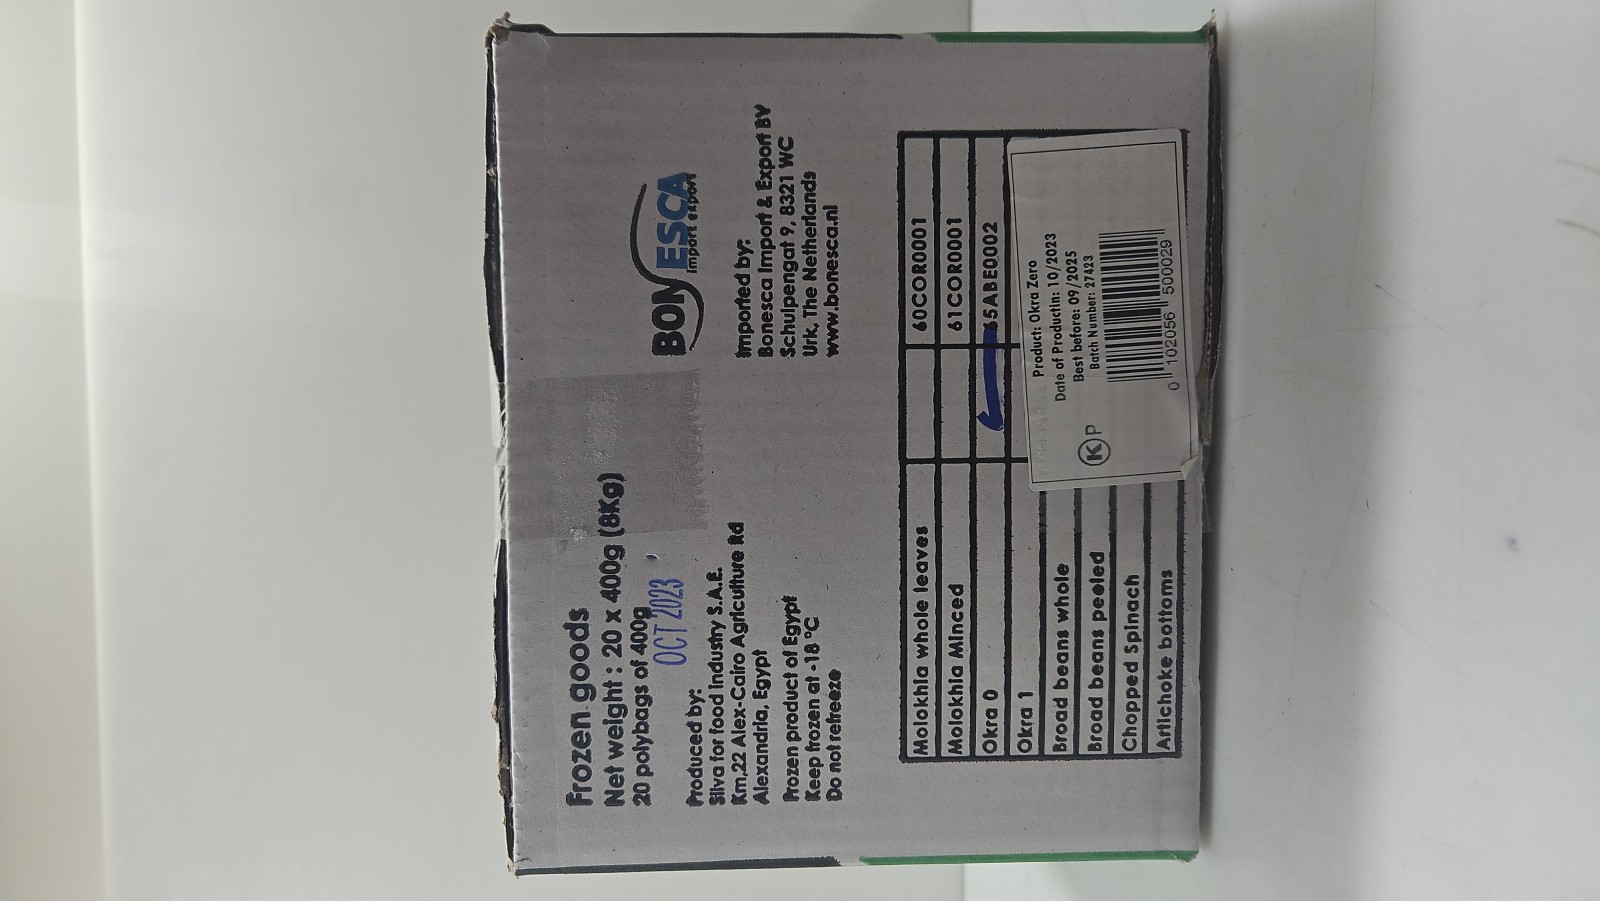 Frozen goods
Net weight : 20 x 400g (8Kg)
20 polybags of 400g
OCT 2023
Produced by:
Silva for food industry S.A.E.
Km,22 Alex-Cairo Agriculture Rd
Alexandria, Egypt
Frozen product of Egypt
Keep frozen at -18 °C
Do not refreeze
BONESCA
import export
Imported by:
Bonesca Import & Export BV
Schulpengat 9, 8321 WC
Urk, The Netherlands
www.bonesca.nl
Molokhia whole leaves 60COR0001
Molokhia Minced 61COR0001
Okra 0 65ABE0002
Okra 1
Broad beans whole
Broad beans peeled
Chopped Spinach
Artichoke bottoms
Product: Okra Zero
Date of Productin: 10/2023
Best before: 09/2025
Batch Number: 27423
K P
0 102056 500029